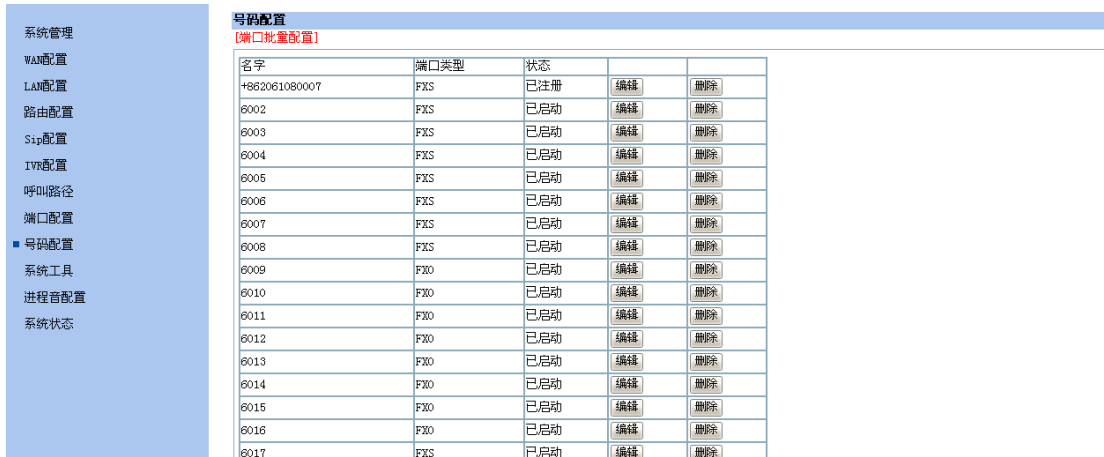 系统管理
WAN配置
LAN配置
路由配置
Sip配置
IVR配置
呼叫路径
端口配置
号码配置
系统工具
进程音配置
系统状态
号码配置
[端口批量配置]
名字 端口类型 状态
+862061080007 FXS 已注册 编辑 删除
6002 FXS 已启动 编辑 删除
6003 FXS 已启动 编辑 删除
6004 FXS 已启动 编辑 删除
6005 FXS 已启动 编辑 删除
6006 FXS 已启动 编辑 删除
6007 FXS 已启动 编辑 删除
6008 FXS 已启动 编辑 删除
6009 FXO 已启动 编辑 删除
6010 FXO 已启动 编辑 删除
6011 FXO 已启动 编辑 删除
6012 FXO 已启动 编辑 删除
6013 FXO 已启动 编辑 删除
6014 FXO 已启动 编辑 删除
6015 FXO 已启动 编辑 删除
6016 FXO 已启动 编辑 删除
6017 FXS 已启动 编辑 删除